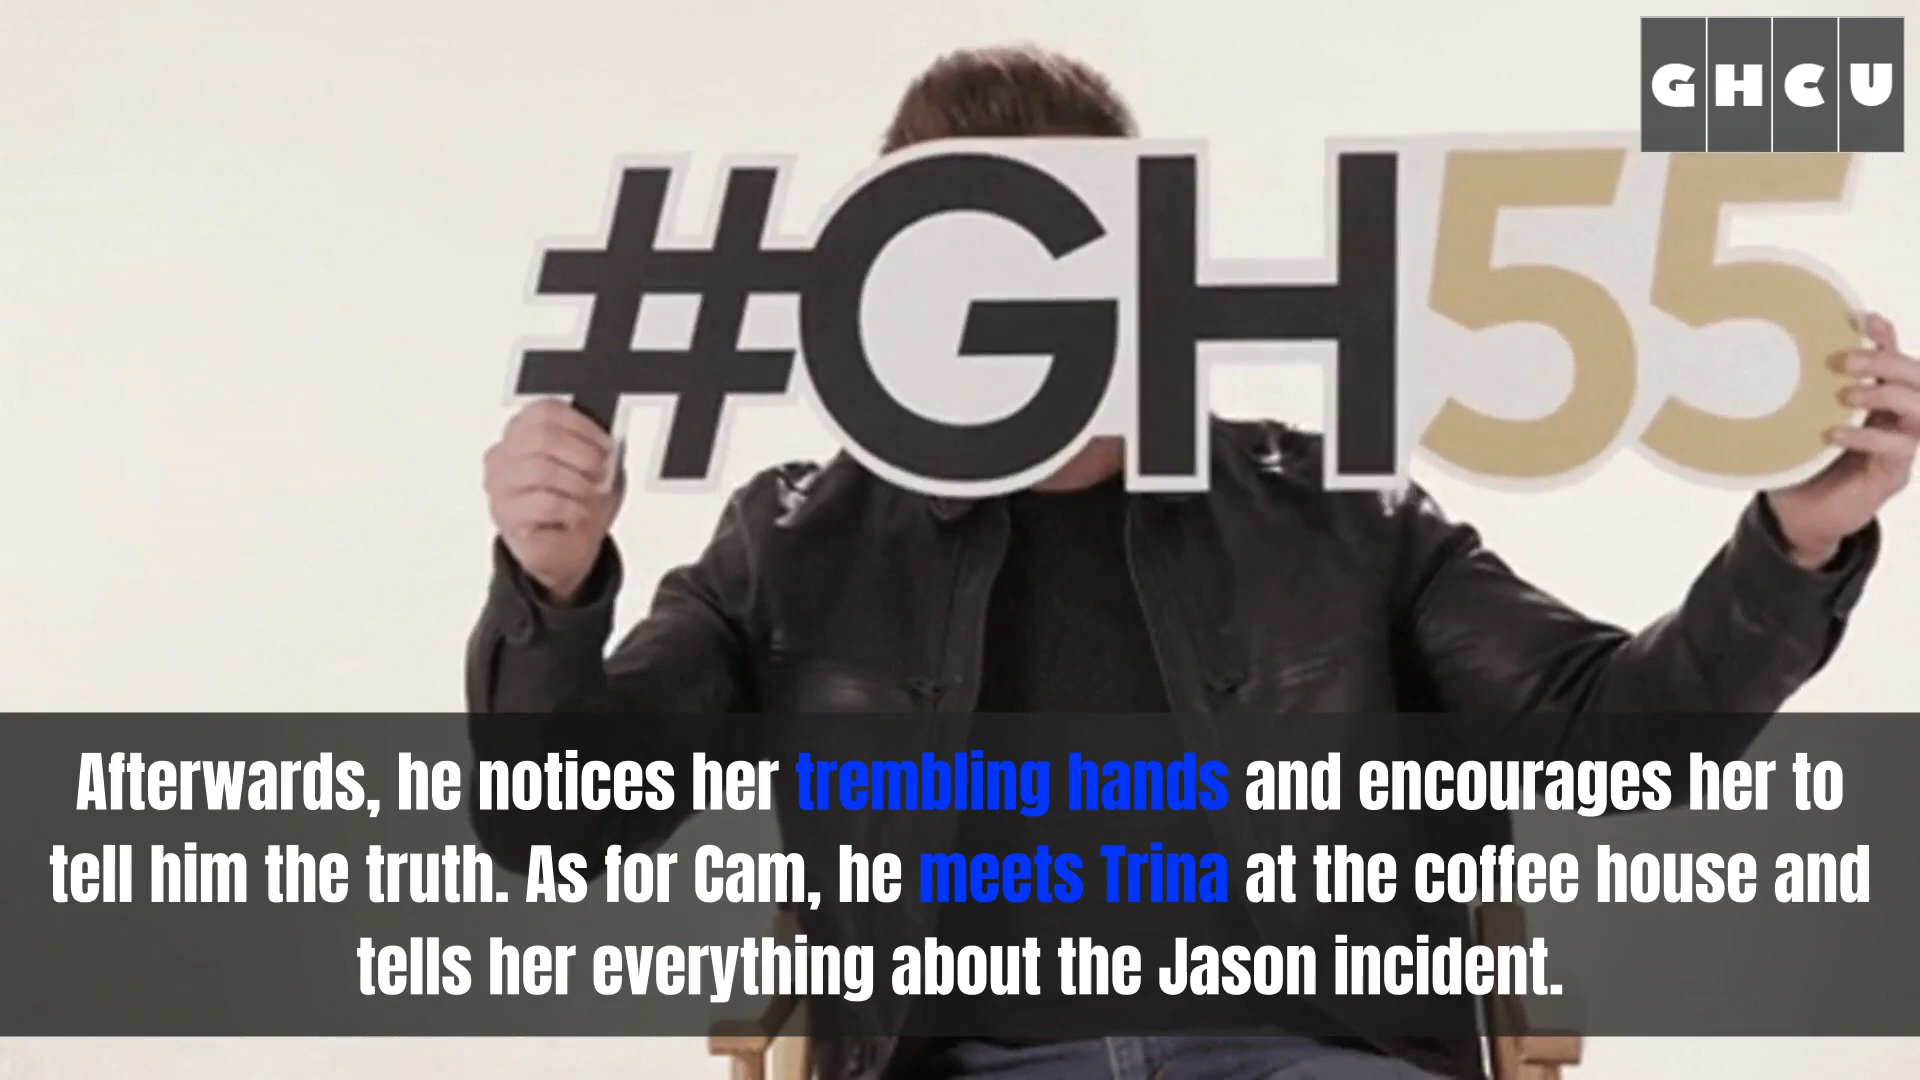 GHCU
#GH55
Afterwards, he notices her trembling hands and encourages her to
tell him the truth. As for Cam, he meets Trina at the coffee house and
tells her everything about the Jason incident.